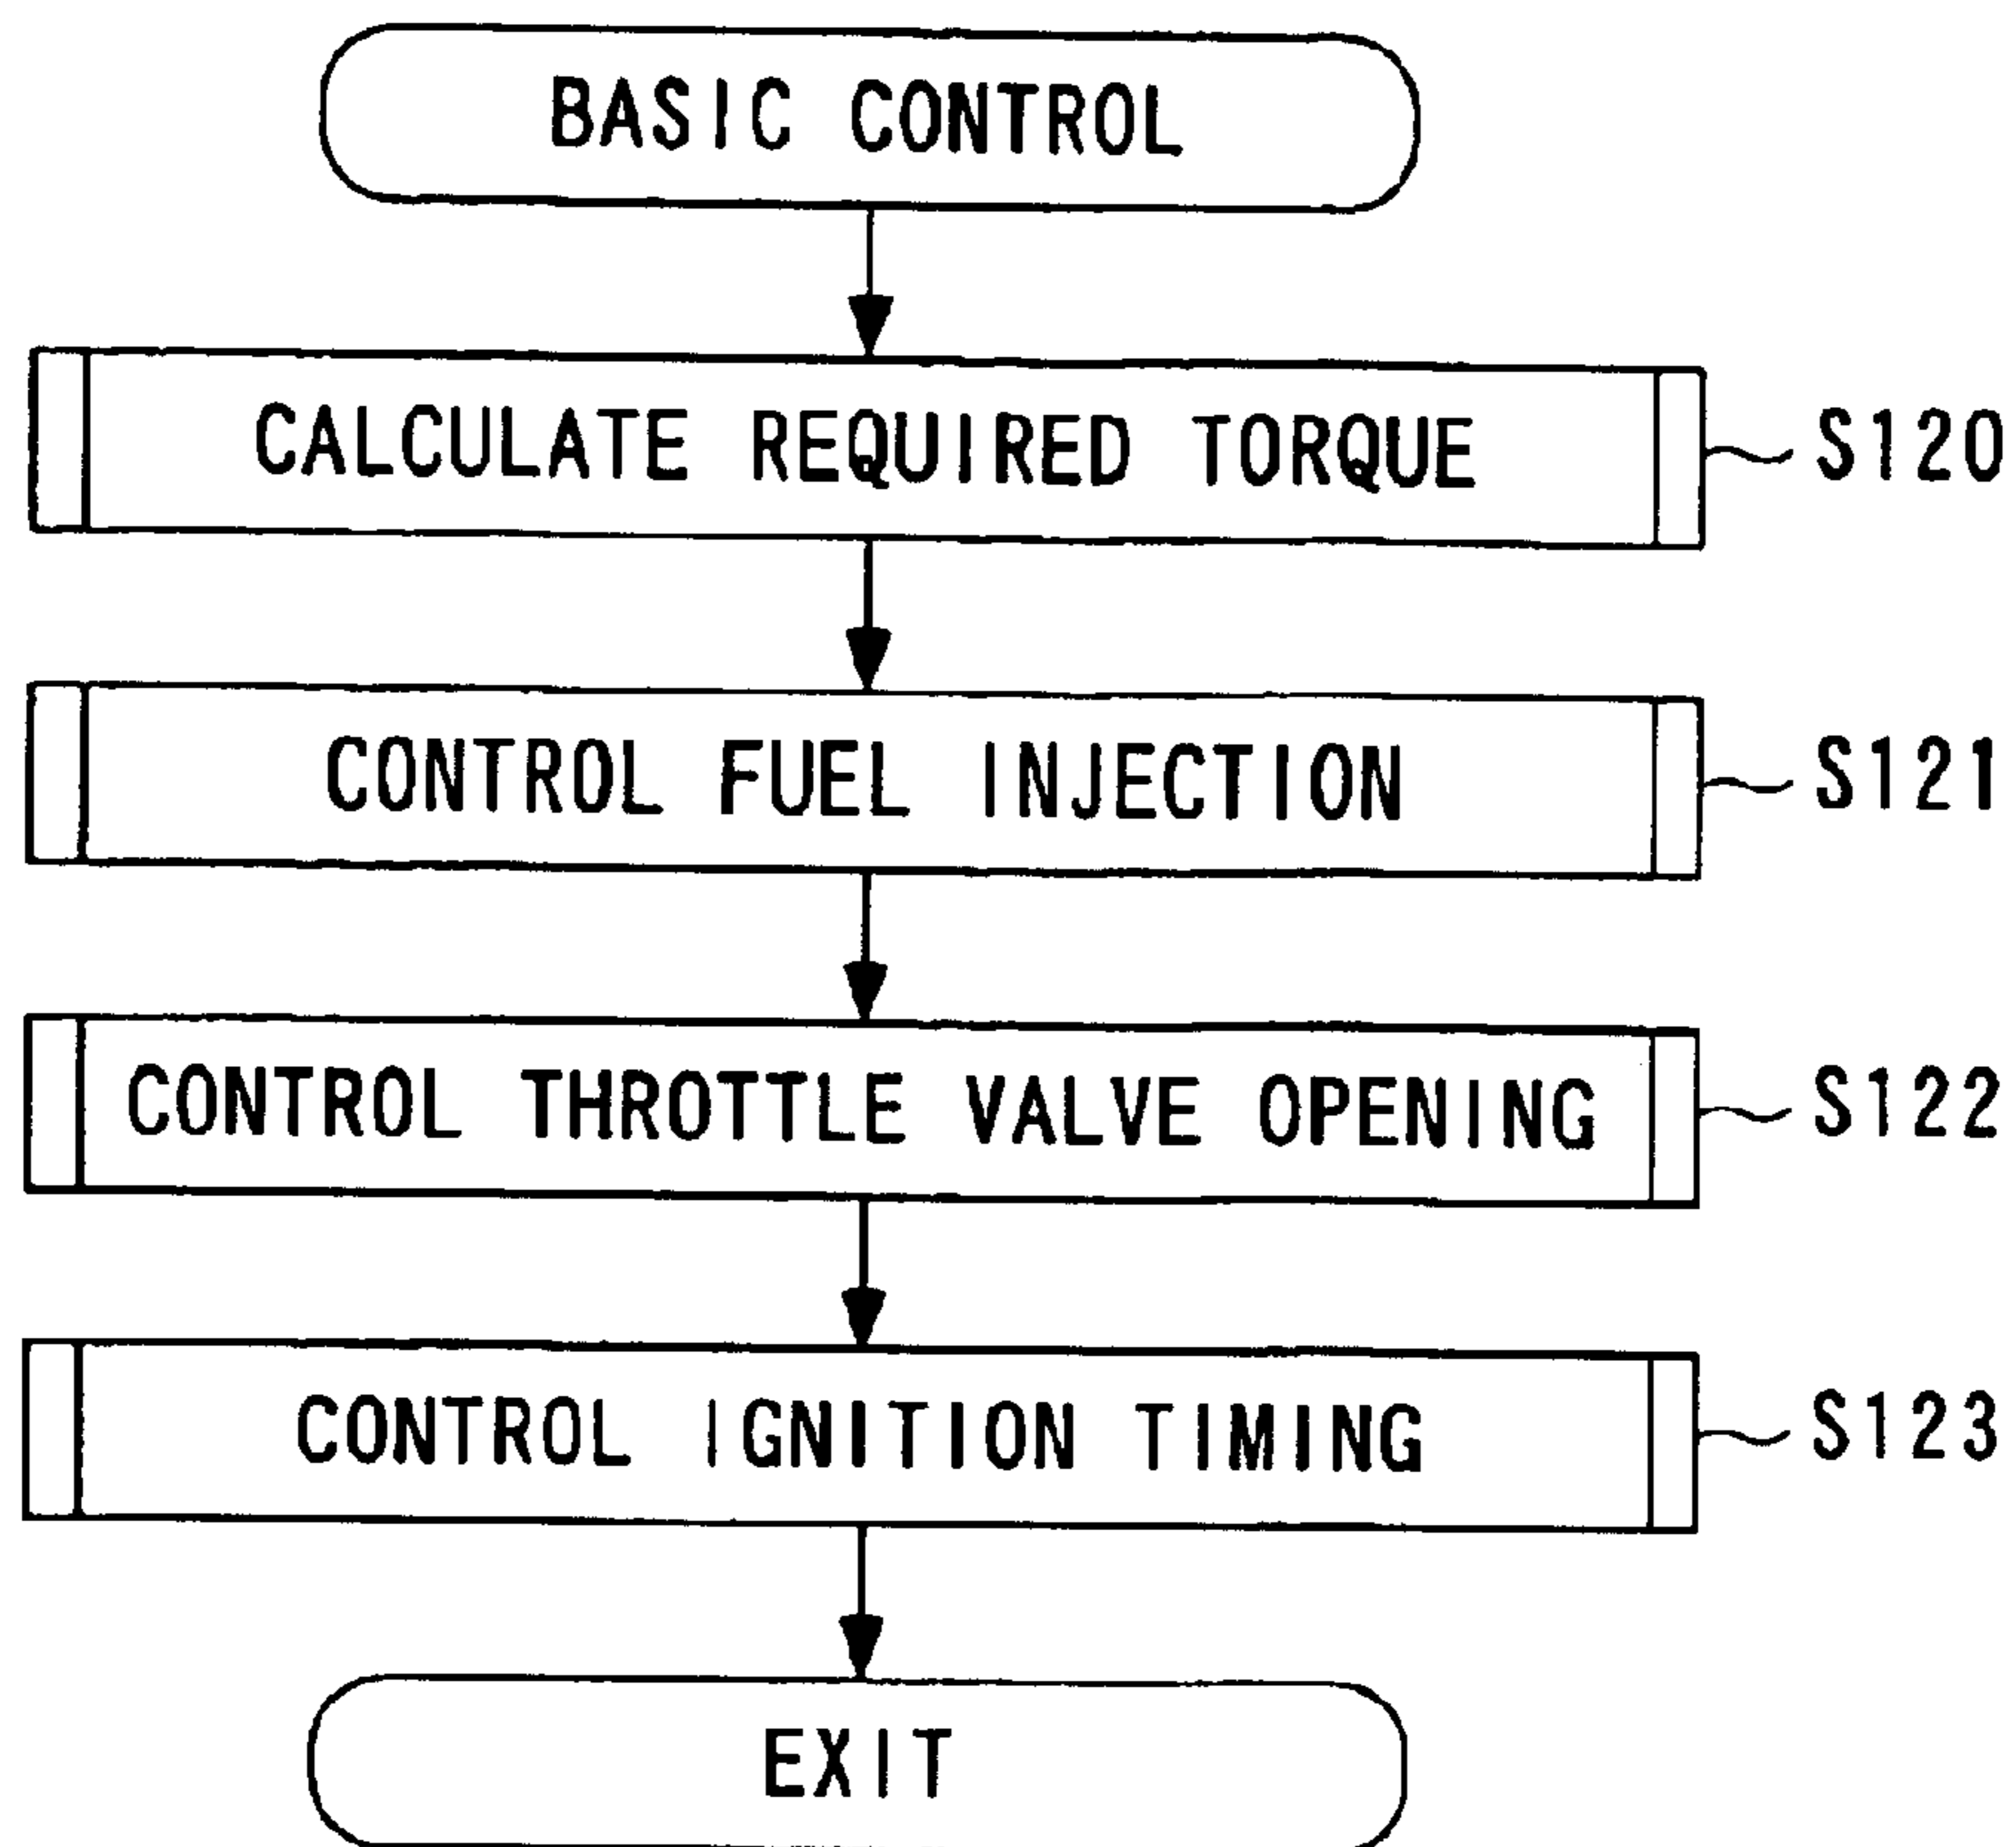 BASIC CONTROL
CALCULATE REQUIRED TORQUE S120
CONTROL FUEL INJECTION S121
CONTROL THROTTLE VALVE OPENING S122
CONTROL IGNITION TIMING S123
EXIT